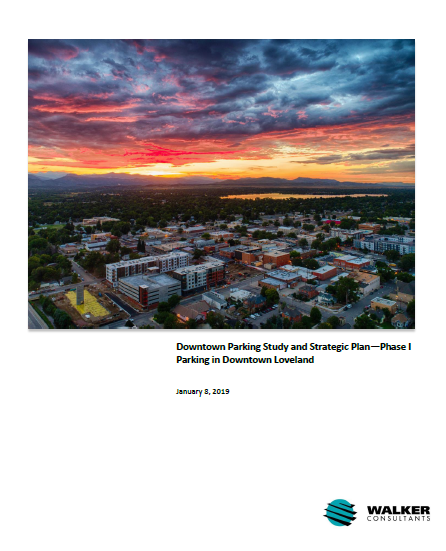 Downtown Parking Study and Strategic Plan—Phase I
Parking in Downtown Loveland
January 8, 2019
WALKER
CONSULTANTS